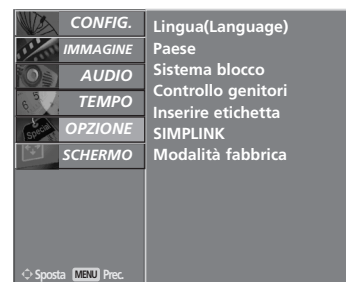 CONFIG.
IMMAGINE
AUDIO
TEMPO
OPZIONE
SCHERMO
Lingua(Language)
Paese
Sistema blocco
Controllo genitori
Inserire etichetta
SIMPLINK
Modalità fabbrica
Special
Sposta MENU Prec.